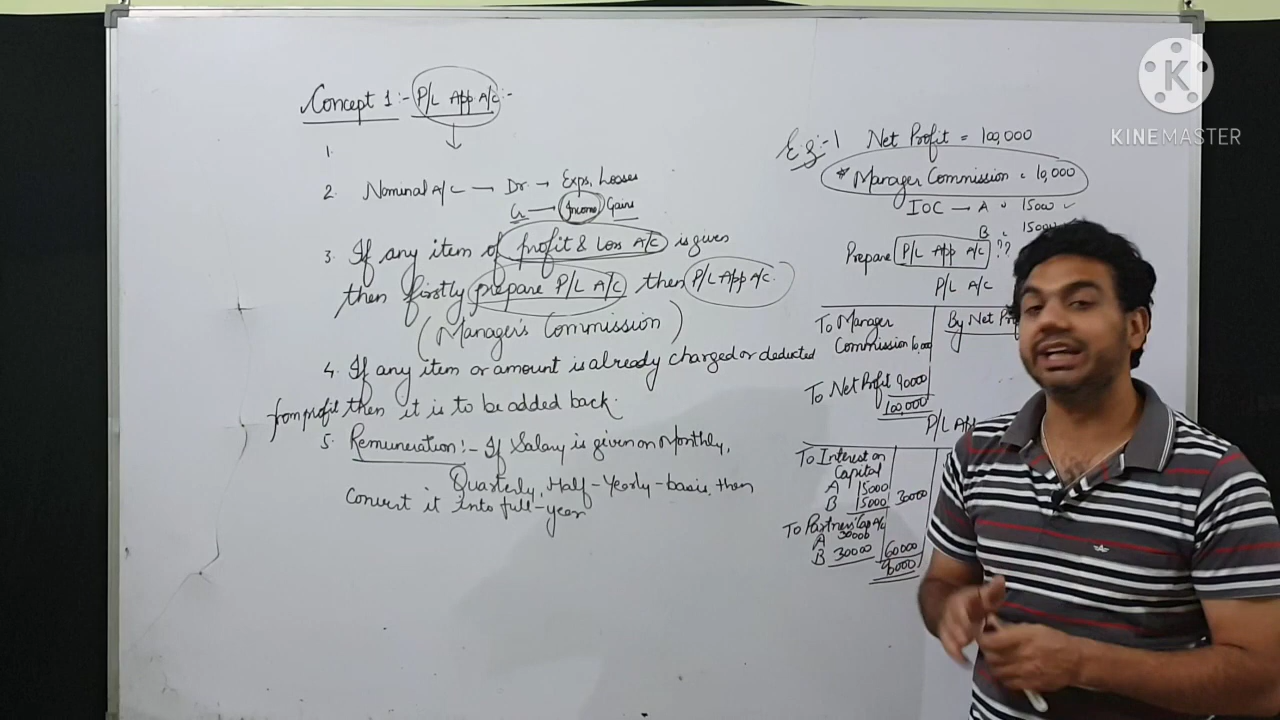 Concept 1:- P/L App A/C:-
1.
2. Nominal A/C → Dr → Exps, Losses
Cr → Income, Gains
3. If any item of profit & Loss A/C is given
then firstly prepare P/L A/C then P/L App A/C.
(Manager's Commission)
4. If any item or amount is already charged or deducted
from profit then it is to be added back.
5. Remuneration:- If Salary is given on Monthly,
Quarterly, Half-Yearly-basis, then
Convert it into full-year
E.g:-1 Net Profit = 100,000
* Manager Commission = 10,000
IOC → A = 15000 ✓
B = 15000
Prepare P/L App A/C ??
P/L A/C
To Manager
Commission 10,000
By Net
To Net Profit 90000
100,000
P/L App
To Interest on
Capital
A 15000
B 15000 30000
To Partners Cap A/c
A 30000
B 30000 60000
90000
KINEMASTER